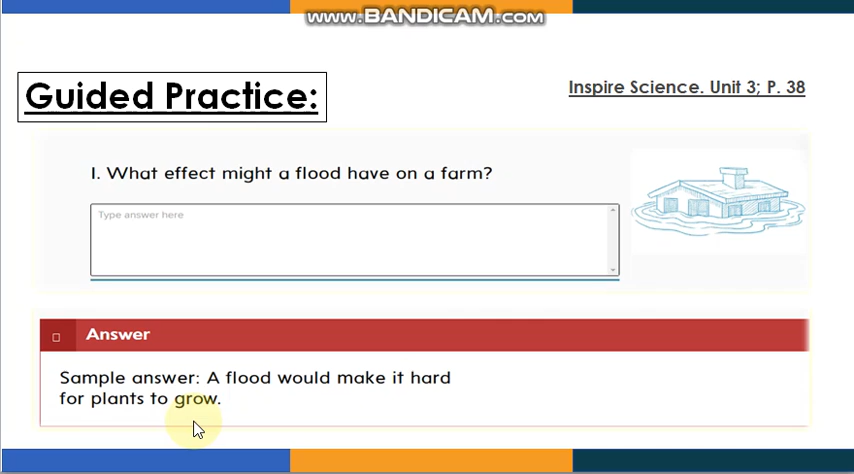 WWW.BANDICAM.COM
Guided Practice:
Inspire Science. Unit 3; P. 38
I. What effect might a flood have on a farm?
Type answer here
Answer
Sample answer: A flood would make it hard
for plants to grow.